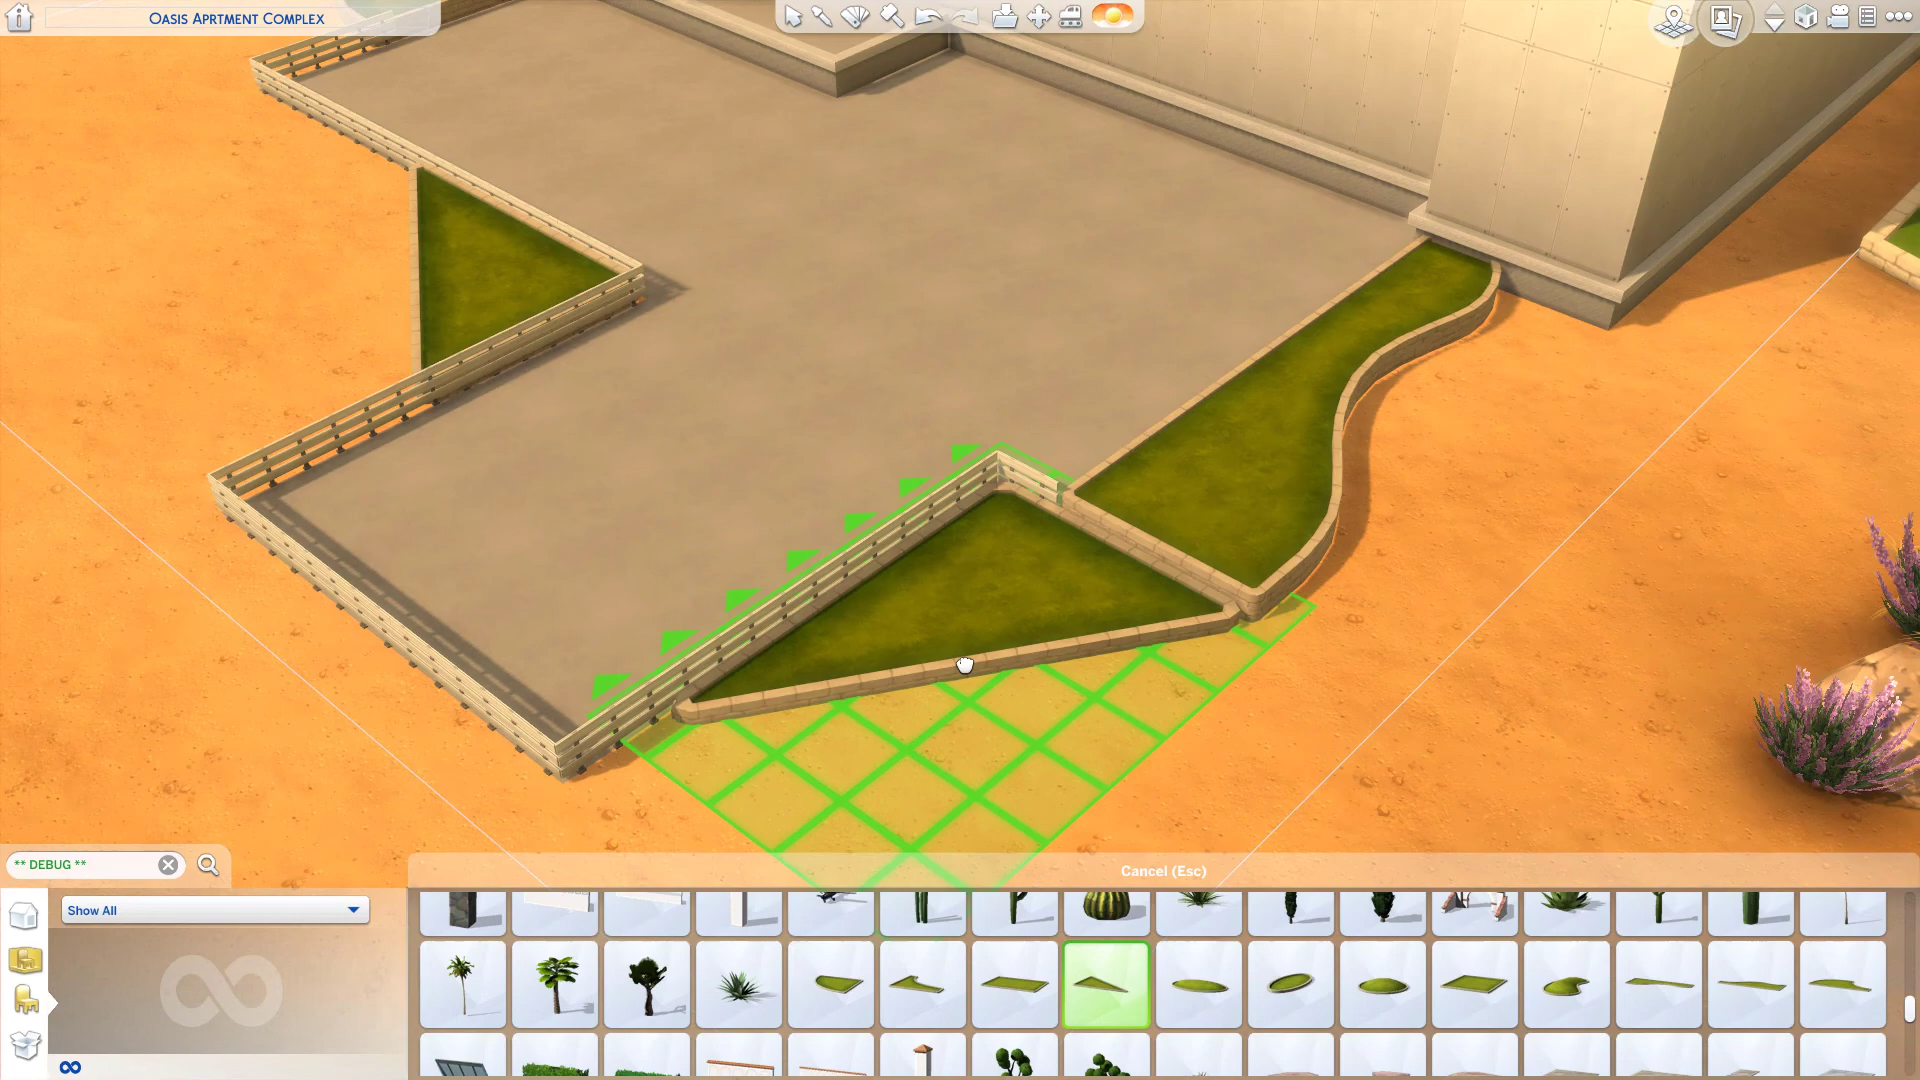 Oasis Aprtment Complex
** DEBUG **
Cancel (Esc)
Show All